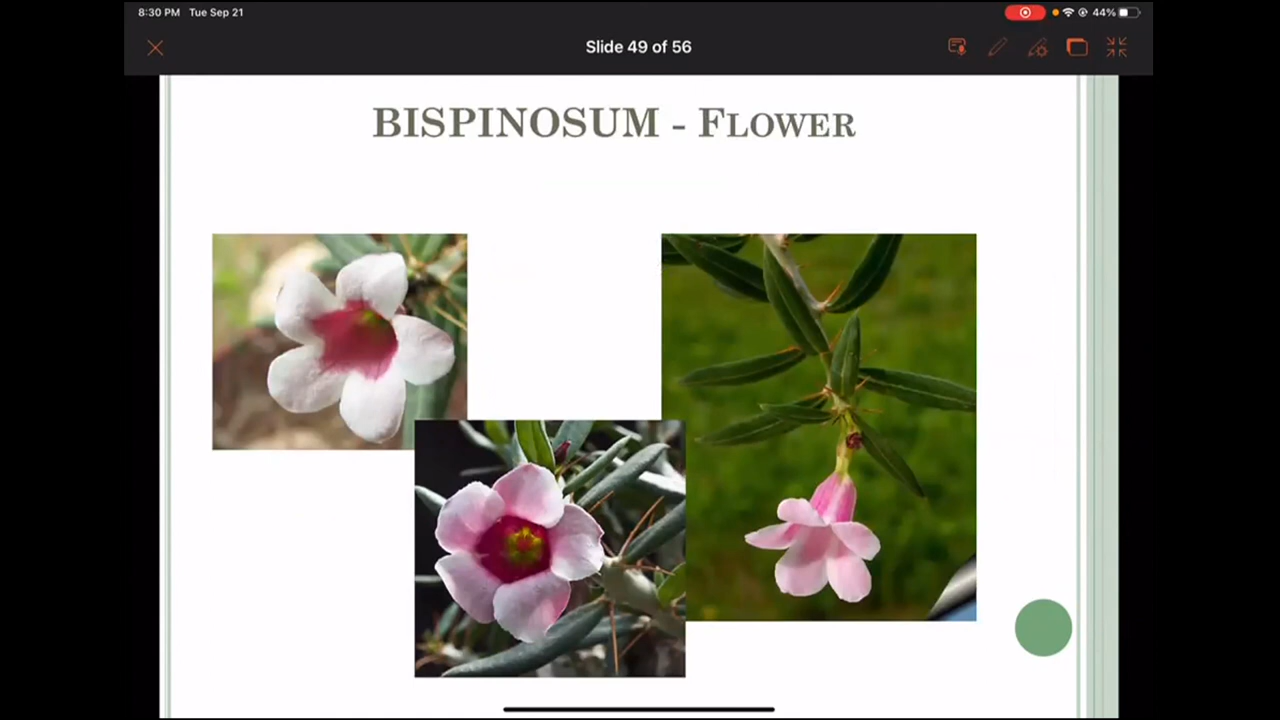 8:30 PM Tue Sep 21
44%
Slide 49 of 56
BISPINOSUM - FLOWER